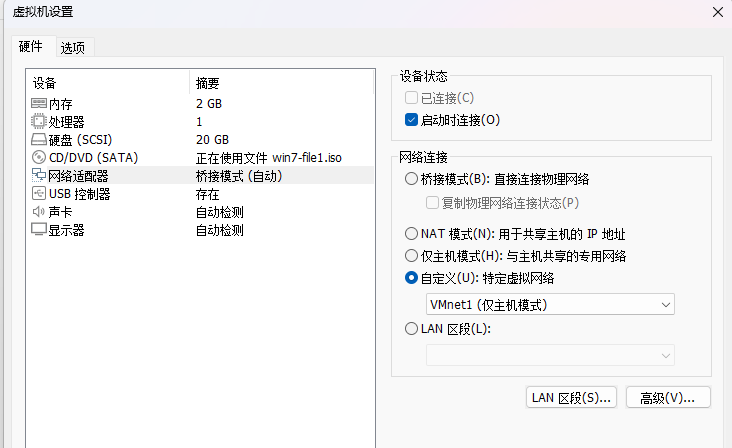 虚拟机设置
硬件 选项
设备 摘要
内存 2 GB
处理器 1
硬盘 (SCSI) 20 GB
CD/DVD (SATA) 正在使用文件 win7-file1.iso
网络适配器 桥接模式 (自动)
USB 控制器 存在
声卡 自动检测
显示器 自动检测
设备状态
已连接(C)
启动时连接(O)
网络连接
桥接模式(B): 直接连接物理网络
复制物理网络连接状态(P)
NAT 模式(N): 用于共享主机的 IP 地址
仅主机模式(H): 与主机共享的专用网络
自定义(U): 特定虚拟网络
VMnet1 (仅主机模式)
LAN 区段(L):
LAN 区段(S)... 高级(V)...